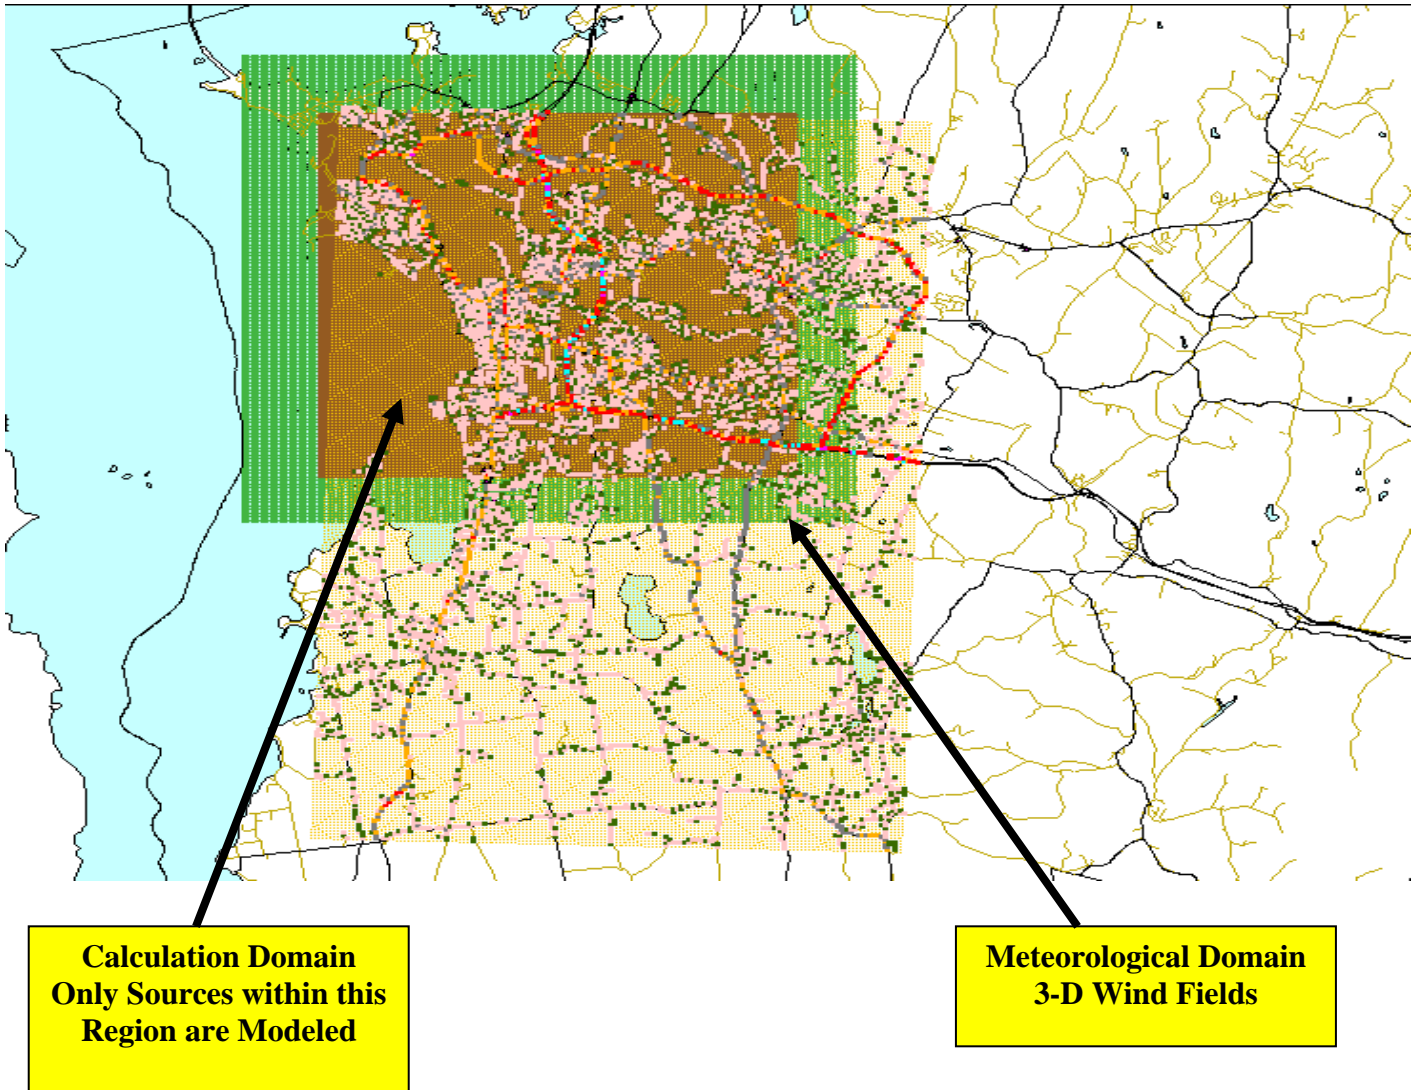 Calculation Domain
Only Sources within this
Region are Modeled
Meteorological Domain
3-D Wind Fields